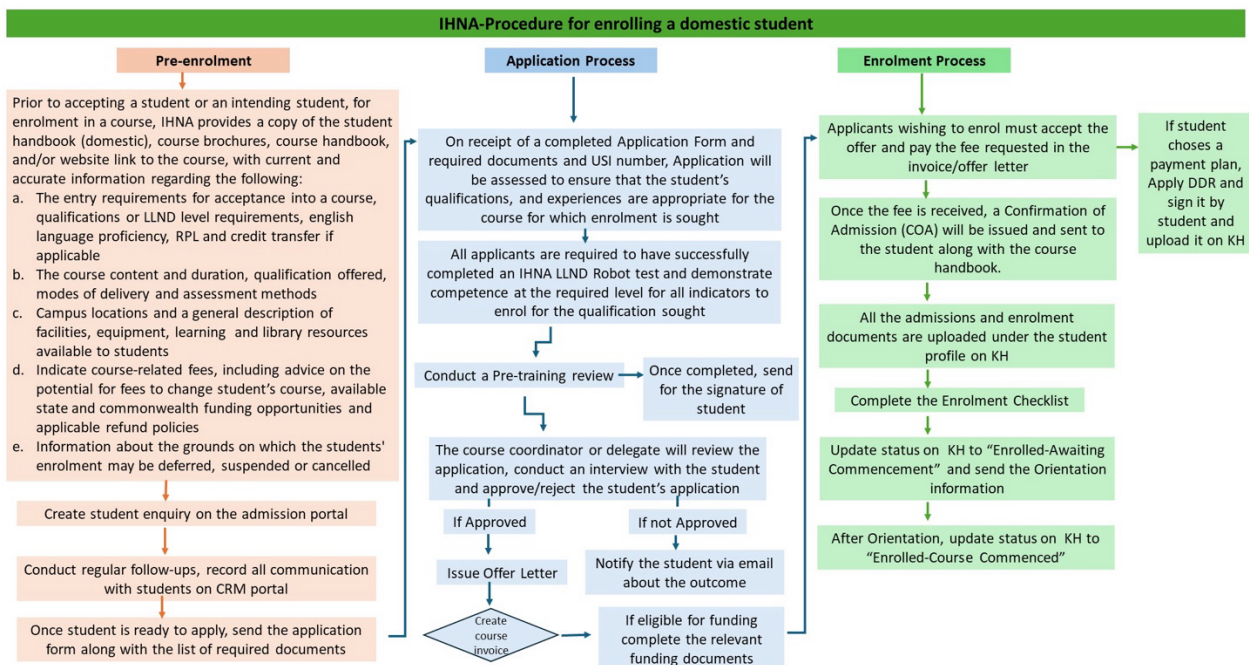 IHNA-Procedure for enrolling a domestic student
Pre-enrolment
Prior to accepting a student or an intending student, for
enrolment in a course, IHNA provides a copy of the student
handbook (domestic), course brochures, course handbook,
and/or website link to the course, with current and
accurate information regarding the following:
a. The entry requirements for acceptance into a course,
qualifications or LLND level requirements, english
language proficiency, RPL and credit transfer if
applicable
b. The course content and duration, qualification offered,
modes of delivery and assessment methods
c. Campus locations and a general description of
facilities, equipment, learning and library resources
available to students
d. Indicate course-related fees, including advice on the
potential for fees to change student’s course, available
state and commonwealth funding opportunities and
applicable refund policies
e. Information about the grounds on which the students'
enrolment may be deferred, suspended or cancelled
Create student enquiry on the admission portal
Conduct regular follow-ups, record all communication
with students on CRM portal
Once student is ready to apply, send the application
form along with the list of required documents
Application Process
On receipt of a completed Application Form and
required documents and USI number, Application will
be assessed to ensure that the student’s
qualifications, and experiences are appropriate for
the course for which enrolment is sought
All applicants are required to have successfully
completed an IHNA LLND Robot test and demonstrate
competence at the required level for all indicators to
enrol for the qualification sought
Conduct a Pre-training review
Once completed, send
for the signature of
student
The course coordinator or delegate will review the
application, conduct an interview with the student
and approve/reject the student’s application
If Approved
If not Approved
Issue Offer Letter
Notify the student via email
about the outcome
Create
course
invoice
If eligible for funding
complete the relevant
funding documents
Enrolment Process
Applicants wishing to enrol must accept the
offer and pay the fee requested in the
invoice/offer letter
If student
choses a
payment plan,
Apply DDR and
sign it by
student and
upload it on KH
Once the fee is received, a Confirmation of
Admission (COA) will be issued and sent to
the student along with the course
handbook.
All the admissions and enrolment
documents are uploaded under the student
profile on KH
Complete the Enrolment Checklist
Update status on KH to “Enrolled-Awaiting
Commencement” and send the Orientation
information
After Orientation, update status on KH to
“Enrolled-Course Commenced”